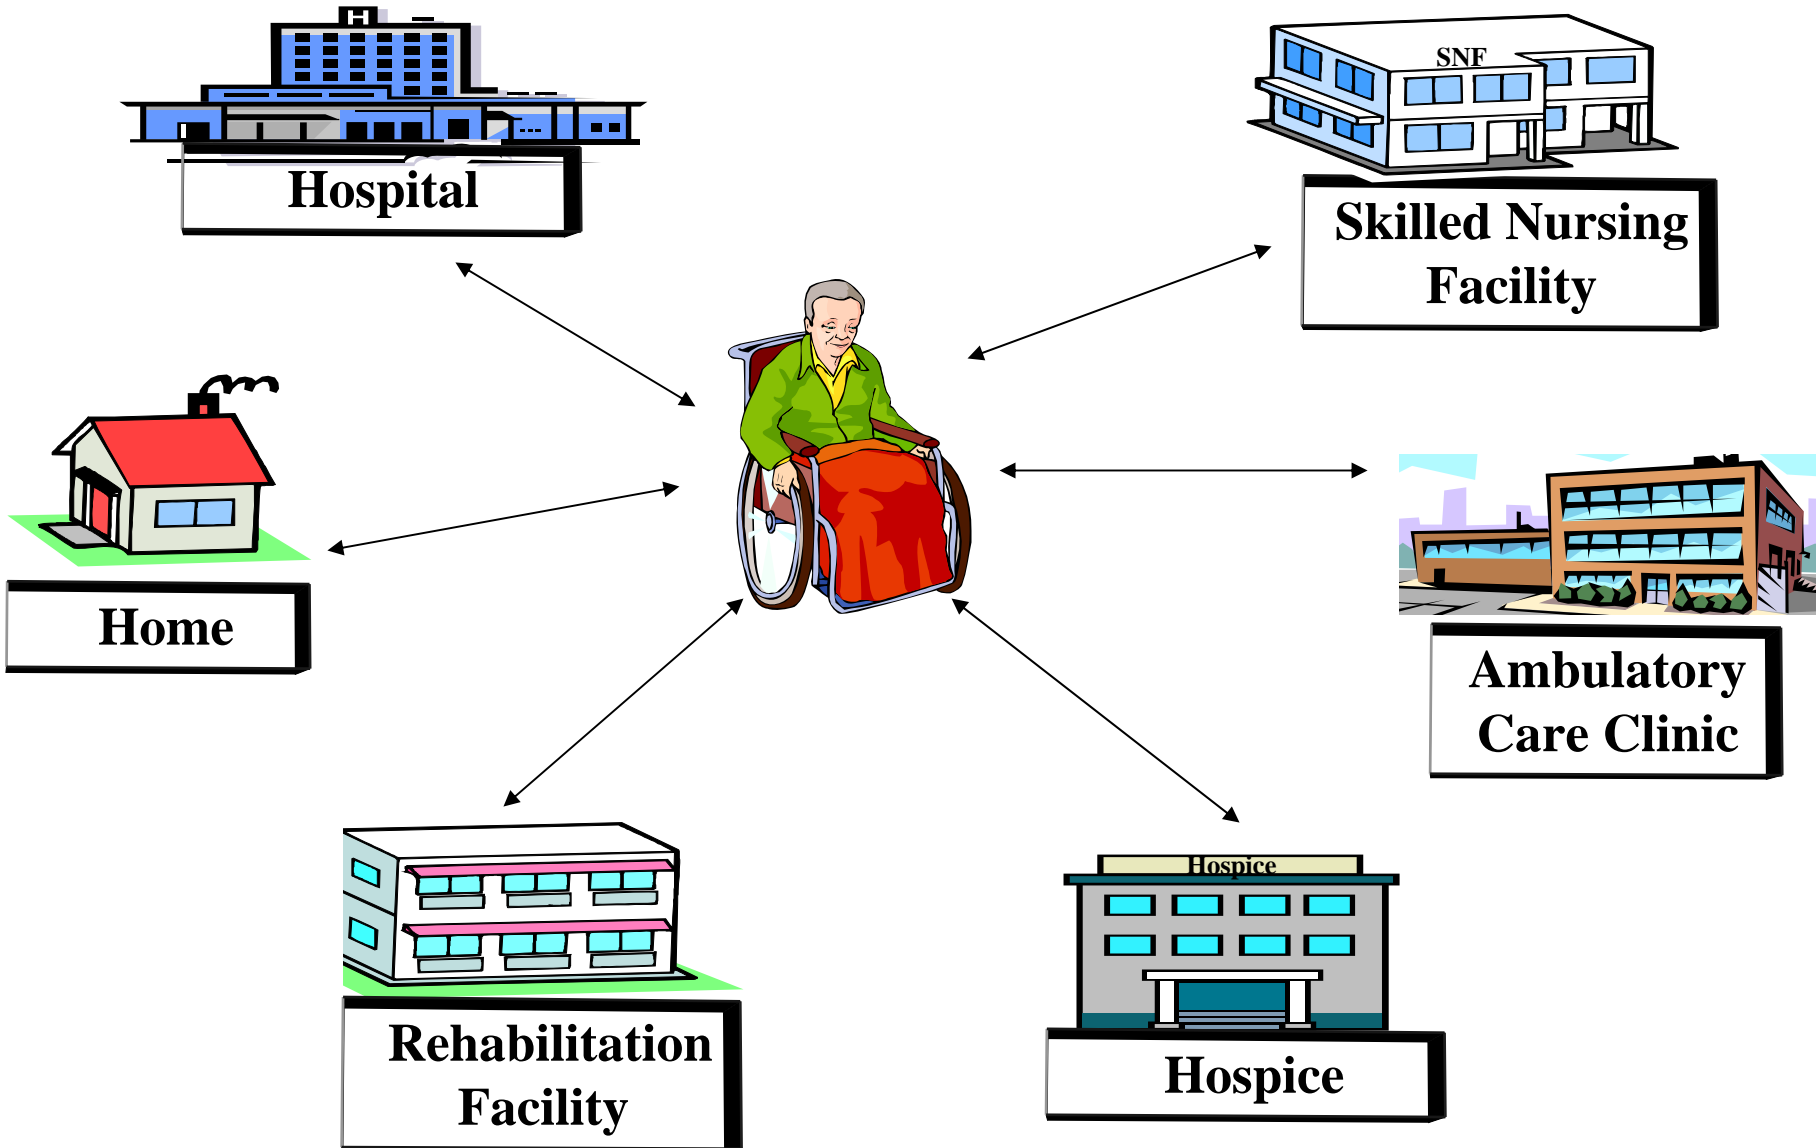 H
Hospital
SNF
Skilled Nursing
Facility
Home
Ambulatory
Care Clinic
Rehabilitation
Facility
Hospice
Hospice